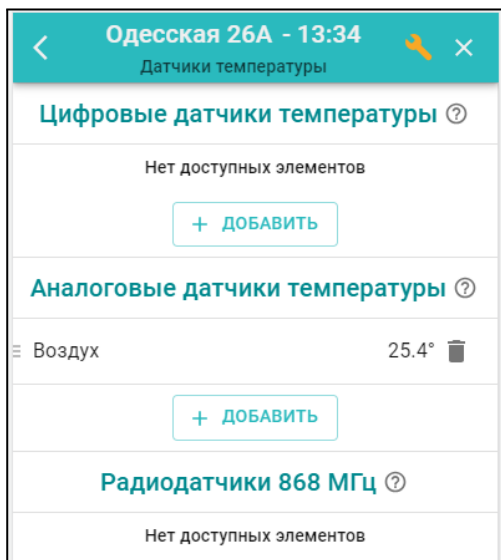 Одесская 26А - 13:34
Датчики температуры
Цифровые датчики температуры ?
Нет доступных элементов
+ ДОБАВИТЬ
Аналоговые датчики температуры ?
Воздух 25.4°
+ ДОБАВИТЬ
Радиодатчики 868 МГц ?
Нет доступных элементов